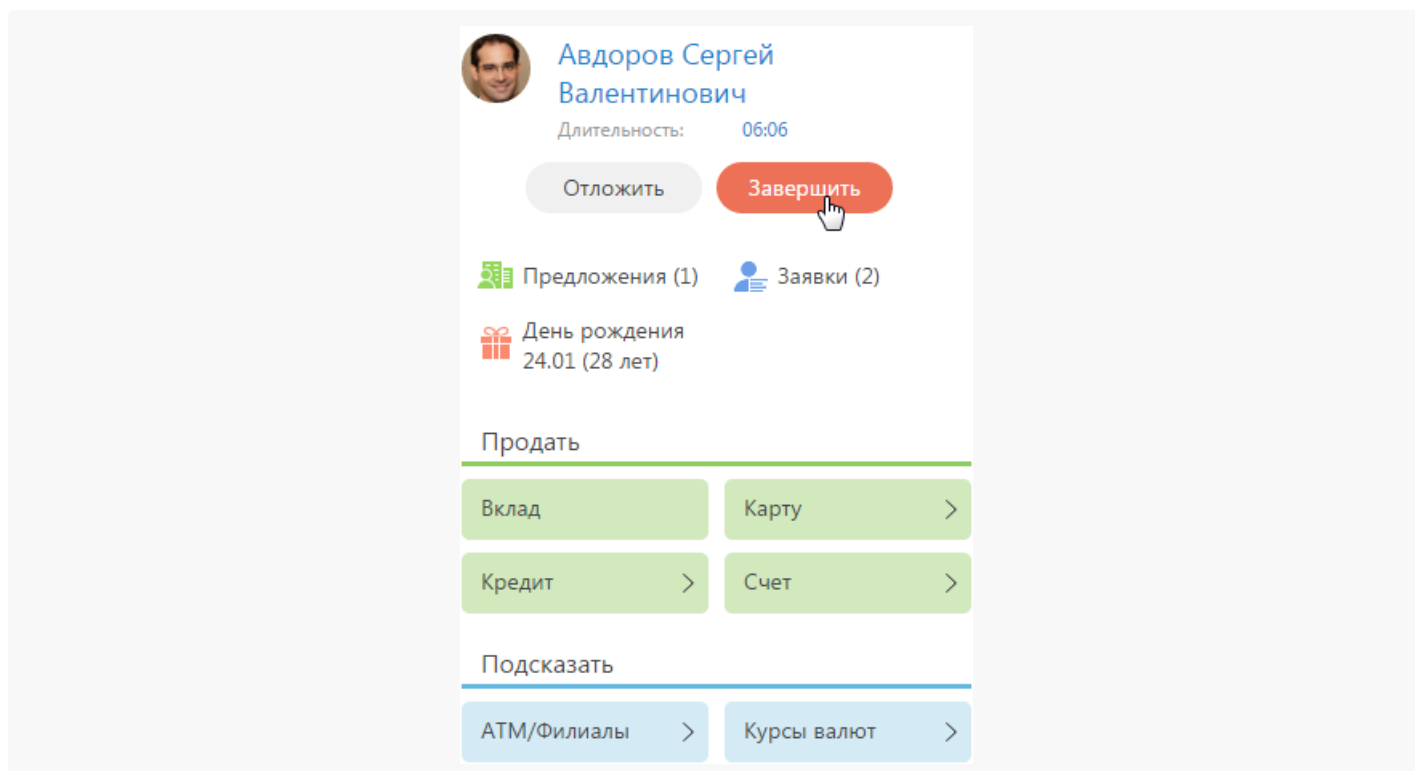 Авдоров Сергей
Валентинович
Длительность: 06:06
Отложить Завершить
Предложения (1) Заявки (2)
День рождения
24.01 (28 лет)
Продать
Вклад Карту
Кредит Счет
Подсказать
АТМ/Филиалы Курсы валют